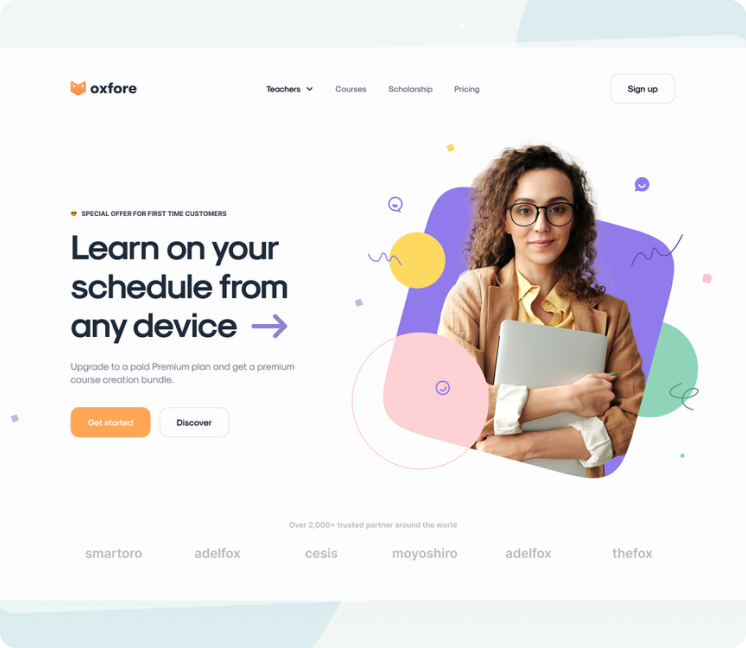 oxfore
Teachers
Courses
Scholarship
Pricing
Sign up
SPECIAL OFFER FOR FIRST TIME CUSTOMERS
Learn on your
schedule from
any device
Upgrade to a paid Premium plan and get a premium
course creation bundle.
Get started
Discover
Over 2,000+ trusted partner around the world
smartoro
adelfox
cesis
moyoshiro
adelfox
thefox